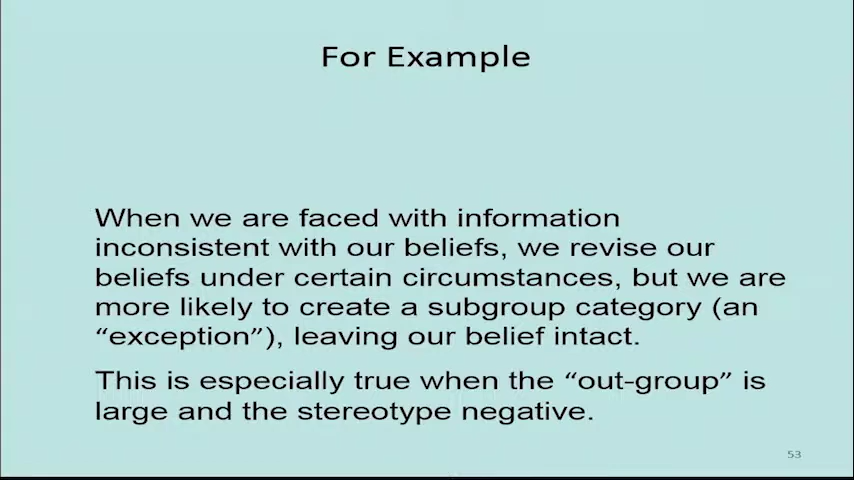 For Example
When we are faced with information
inconsistent with our beliefs, we revise our
beliefs under certain circumstances, but we are
more likely to create a subgroup category (an
“exception”), leaving our belief intact.
This is especially true when the “out-group” is
large and the stereotype negative.
53